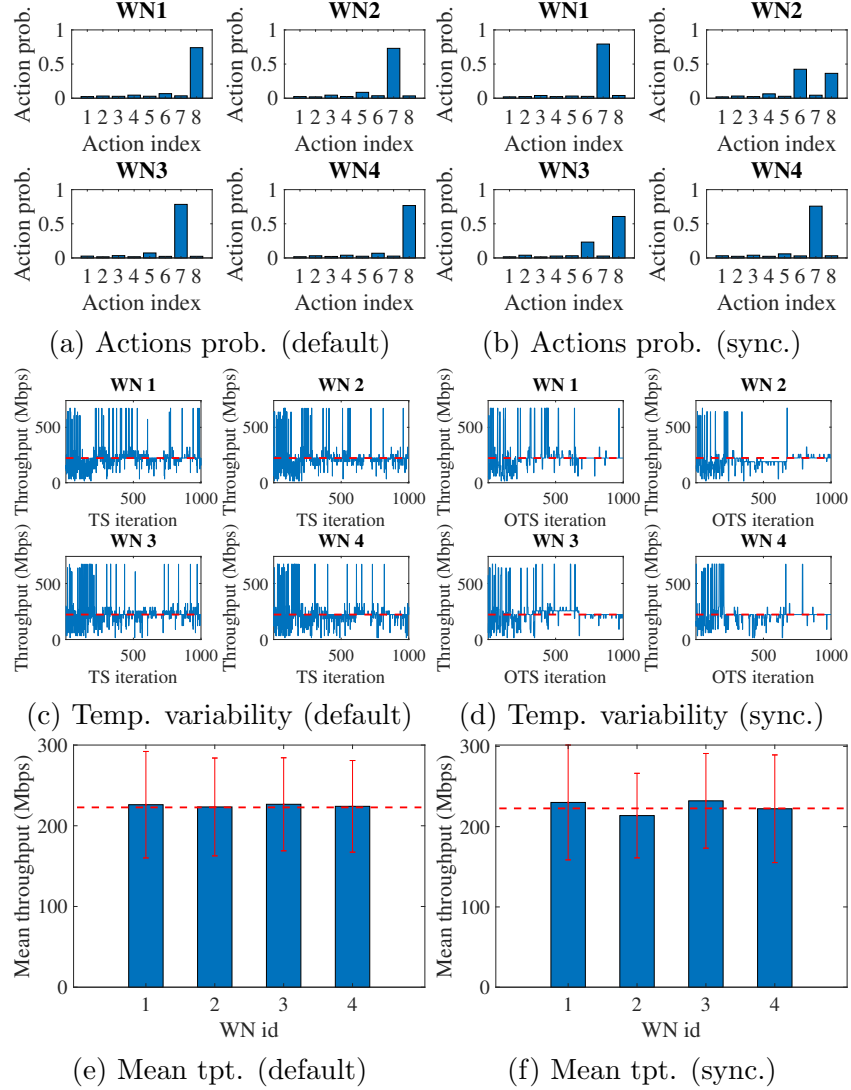 WN1
WN2
WN1
WN2
Action prob.
1
0.5
0
1 2 3 4 5 6 7 8
Action index
Action prob.
1
0.5
0
1 2 3 4 5 6 7 8
Action index
Action prob.
1
0.5
0
1 2 3 4 5 6 7 8
Action index
Action prob.
1
0.5
0
1 2 3 4 5 6 7 8
Action index
WN3
WN4
WN3
WN4
Action prob.
1
0.5
0
1 2 3 4 5 6 7 8
Action index
Action prob.
1
0.5
0
1 2 3 4 5 6 7 8
Action index
Action prob.
1
0.5
0
1 2 3 4 5 6 7 8
Action index
Action prob.
1
0.5
0
1 2 3 4 5 6 7 8
Action index
(a) Actions prob. (default)
(b) Actions prob. (sync.)
WN 1
WN 2
WN 1
WN 2
Throughput (Mbps)
500
0
500 1000
TS iteration
Throughput (Mbps)
500
0
500 1000
TS iteration
Throughput (Mbps)
500
0
500 1000
OTS iteration
Throughput (Mbps)
500
0
500 1000
OTS iteration
WN 3
WN 4
WN 3
WN 4
Throughput (Mbps)
500
0
500 1000
TS iteration
Throughput (Mbps)
500
0
500 1000
TS iteration
Throughput (Mbps)
500
0
500 1000
OTS iteration
Throughput (Mbps)
500
0
500 1000
OTS iteration
(c) Temp. variability (default)
(d) Temp. variability (sync.)
Mean throughput (Mbps)
300
200
100
0
1 2 3 4
WN id
Mean throughput (Mbps)
300
200
100
0
1 2 3 4
WN id
(e) Mean tpt. (default)
(f) Mean tpt. (sync.)